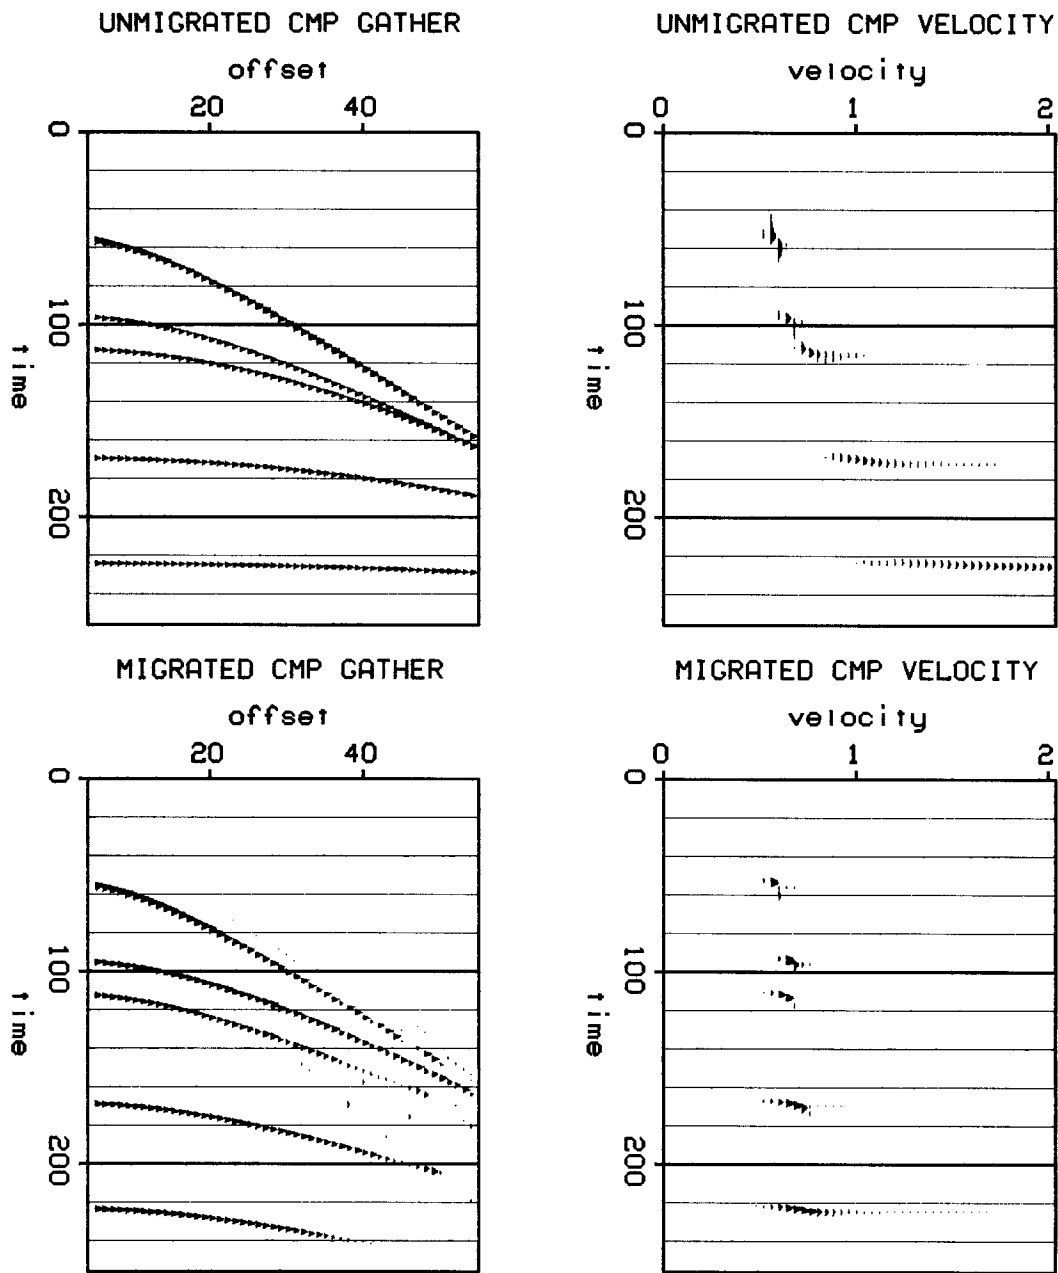 UNMIGRATED CMP GATHER
offset
20 40
0
100
200
time
UNMIGRATED CMP VELOCITY
velocity
0 1 2
0
100
200
time
MIGRATED CMP GATHER
offset
20 40
0
100
200
time
MIGRATED CMP VELOCITY
velocity
0 1 2
0
100
200
time